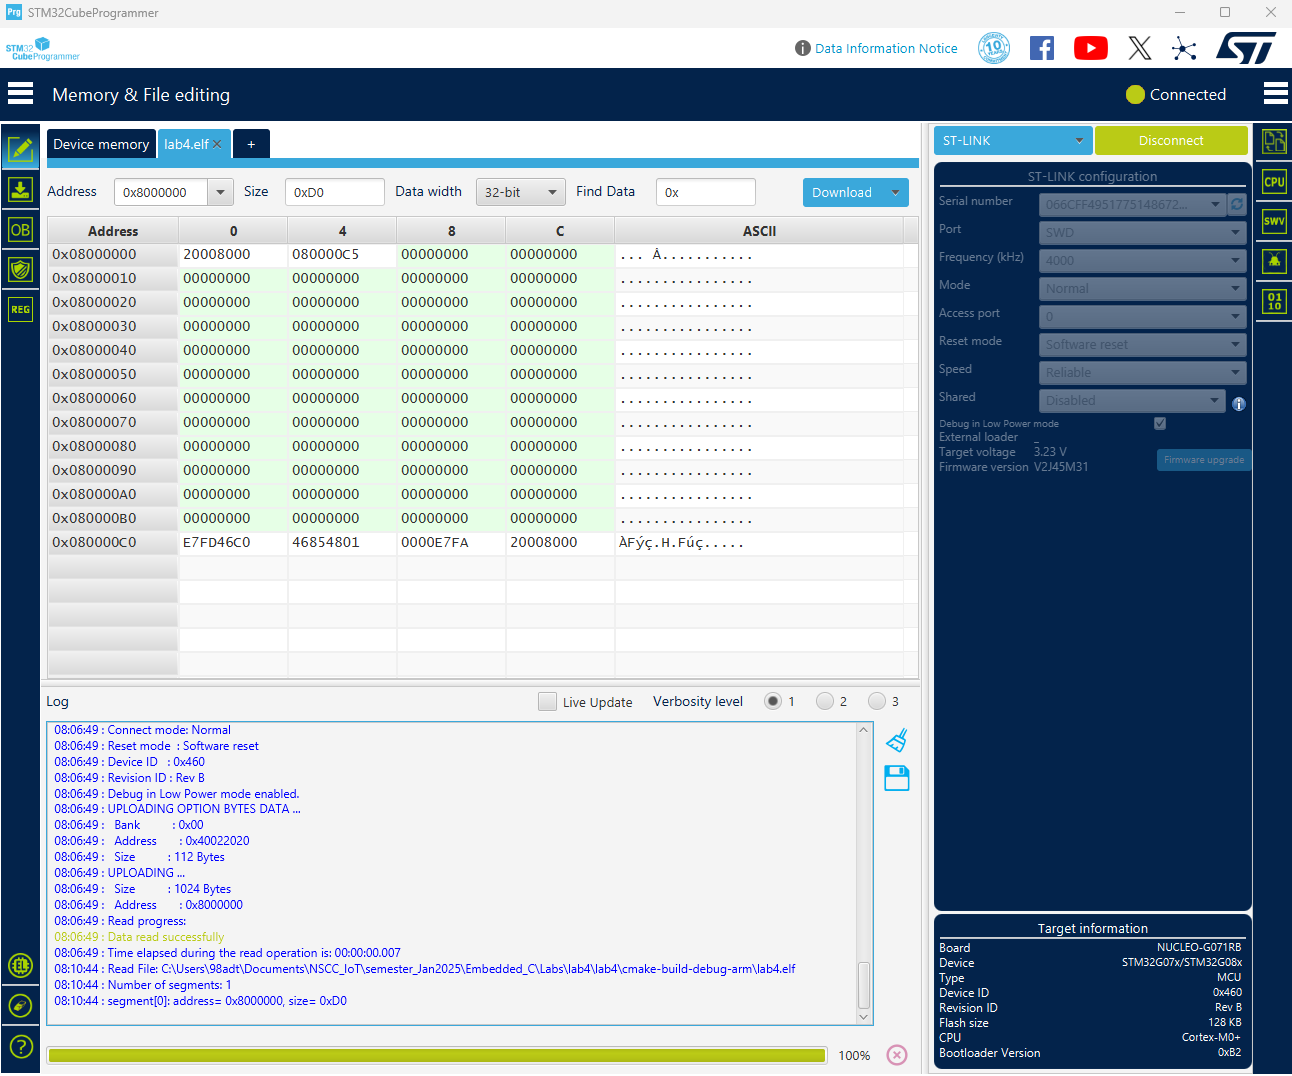 Prg STM32CubeProgrammer
STM32
CubeProgrammer
Data Information Notice
10
Memory & File editing
Connected
Device memory
lab4.elf
+
Address
0x8000000
Size
0xD0
Data width
32-bit
Find Data
0x
Download
Address 0 4 8 C ASCII
0x08000000 20008000 080000C5 00000000 00000000 ... Å...........
0x08000010 00000000 00000000 00000000 00000000 ................
0x08000020 00000000 00000000 00000000 00000000 ................
0x08000030 00000000 00000000 00000000 00000000 ................
0x08000040 00000000 00000000 00000000 00000000 ................
0x08000050 00000000 00000000 00000000 00000000 ................
0x08000060 00000000 00000000 00000000 00000000 ................
0x08000070 00000000 00000000 00000000 00000000 ................
0x08000080 00000000 00000000 00000000 00000000 ................
0x08000090 00000000 00000000 00000000 00000000 ................
0x080000A0 00000000 00000000 00000000 00000000 ................
0x080000B0 00000000 00000000 00000000 00000000 ................
0x080000C0 E7FD46C0 46854801 0000E7FA 20008000 ÀFýç.H.Fúç.....
OB
REG
Log
Live Update
Verbosity level
1
2
3
08:06:49 : Connect mode: Normal
08:06:49 : Reset mode : Software reset
08:06:49 : Device ID : 0x460
08:06:49 : Revision ID : Rev B
08:06:49 : Debug in Low Power mode enabled.
08:06:49 : UPLOADING OPTION BYTES DATA ...
08:06:49 : Bank : 0x00
08:06:49 : Address : 0x40022020
08:06:49 : Size : 112 Bytes
08:06:49 : UPLOADING ...
08:06:49 : Size : 1024 Bytes
08:06:49 : Address : 0x8000000
08:06:49 : Read progress:
08:06:49 : Data read successfully
08:06:49 : Time elapsed during the read operation is: 00:00:00.007
08:10:44 : Read File: C:\Users\98adt\Documents\NSCC_IoT\semester_Jan2025\Embedded_C\Labs\lab4\lab4\cmake-build-debug-arm\lab4.elf
08:10:44 : Number of segments: 1
08:10:44 : segment[0]: address= 0x8000000, size= 0xD0
100%
ST-LINK
Disconnect
ST-LINK configuration
Serial number 066CFF4951775148672...
Port SWD
Frequency (kHz) 4000
Mode Normal
Access port 0
Reset mode Software reset
Speed Reliable
Shared Disabled
Debug in Low Power mode
External loader _
Target voltage 3.23 V
Firmware version V2J45M31
Firmware upgrade
CPU
SWV
01
10
Target information
Board NUCLEO-G071RB
Device STM32G07x/STM32G08x
Type MCU
Device ID 0x460
Revision ID Rev B
Flash size 128 KB
CPU Cortex-M0+
Bootloader Version 0xB2